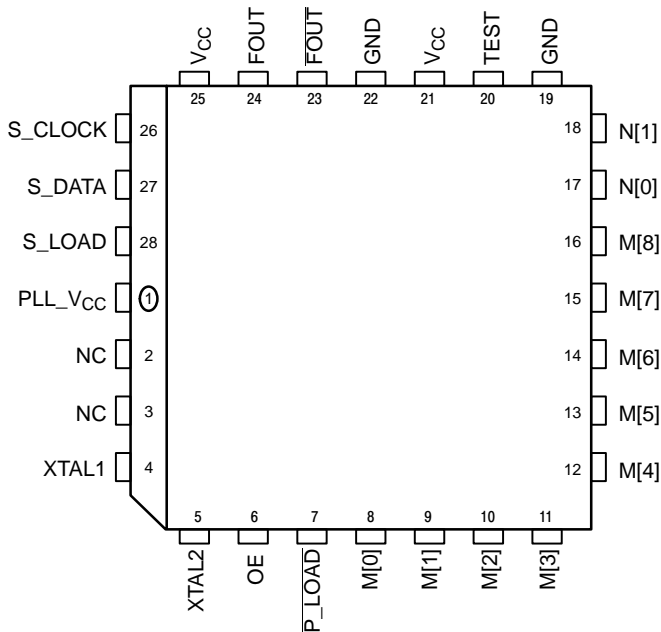 VCC FOUT FOUT GND VCC TEST GND
25 24 23 22 21 20 19
S_CLOCK 26 18 N[1]
S_DATA 27 17 N[0]
S_LOAD 28 16 M[8]
PLL_VCC 1 15 M[7]
NC 2 14 M[6]
NC 3 13 M[5]
XTAL1 4 12 M[4]
5 6 7 8 9 10 11
XTAL2 OE P_LOAD M[0] M[1] M[2] M[3]